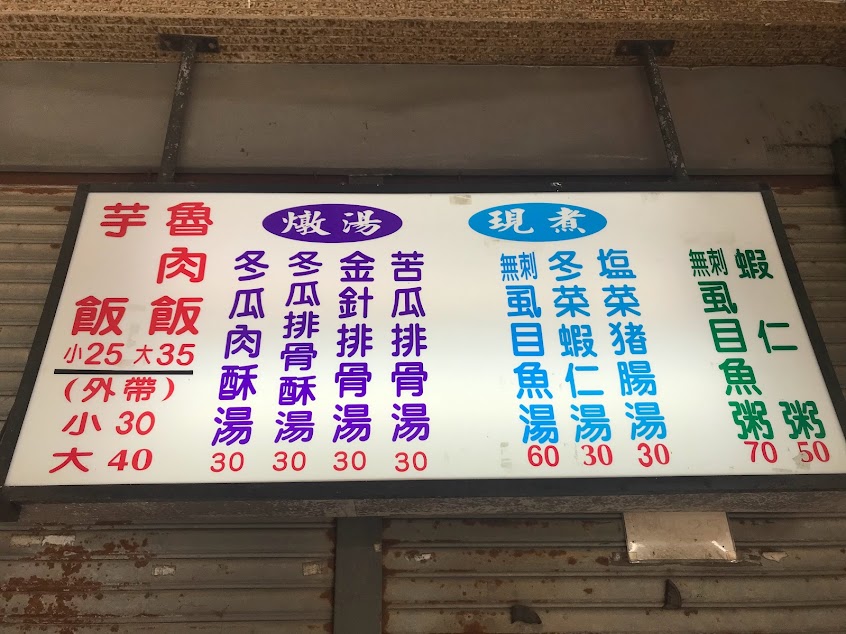 魯肉飯
芋飯
小25 大35
(外帶)
小 30
大 40
燉湯
苦瓜排骨湯 30
金針排骨湯 30
冬瓜排骨酥湯 30
冬瓜肉酥湯 30
現煮
塩菜猪腸湯 30
冬菜蝦仁湯 30
無刺虱目魚湯 60
蝦仁粥 50
無刺虱目魚粥 70